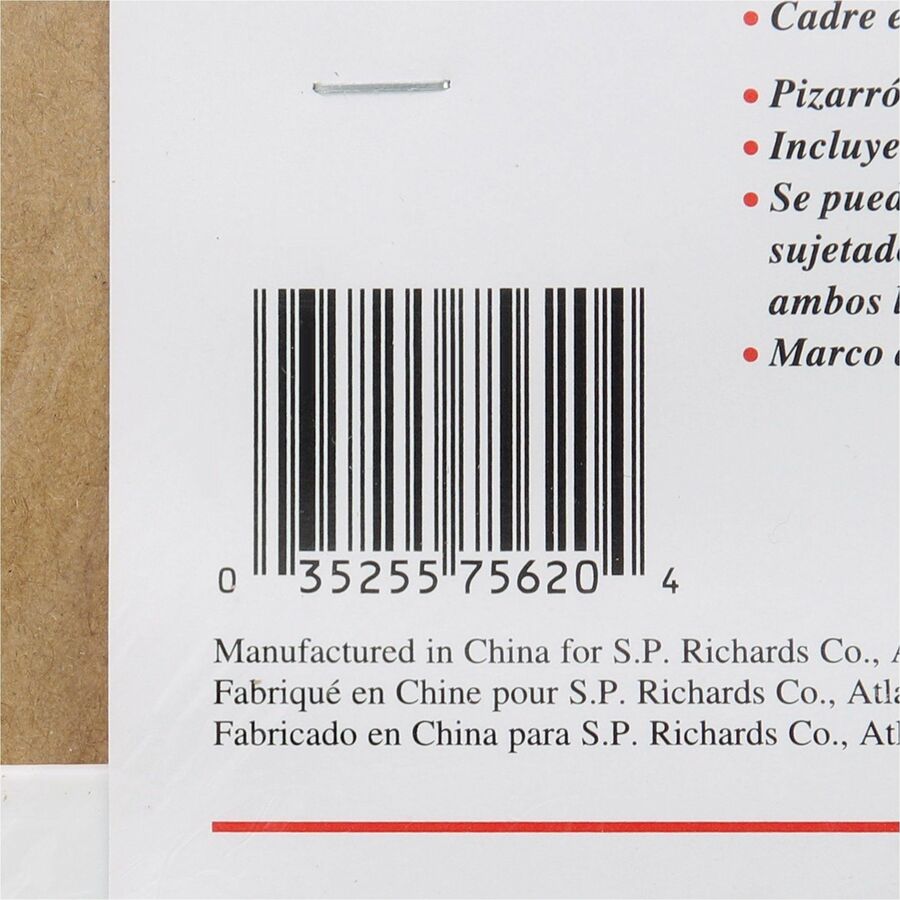 • Cadre e
• Pizarró
• Incluye
• Se pued
sujetad
ambos l
• Marco
0 35255 75620 4
Manufactured in China for S.P. Richards Co.,
Fabriqué en Chine pour S.P. Richards Co., Atla
Fabricado en China para S.P. Richards Co., Atl